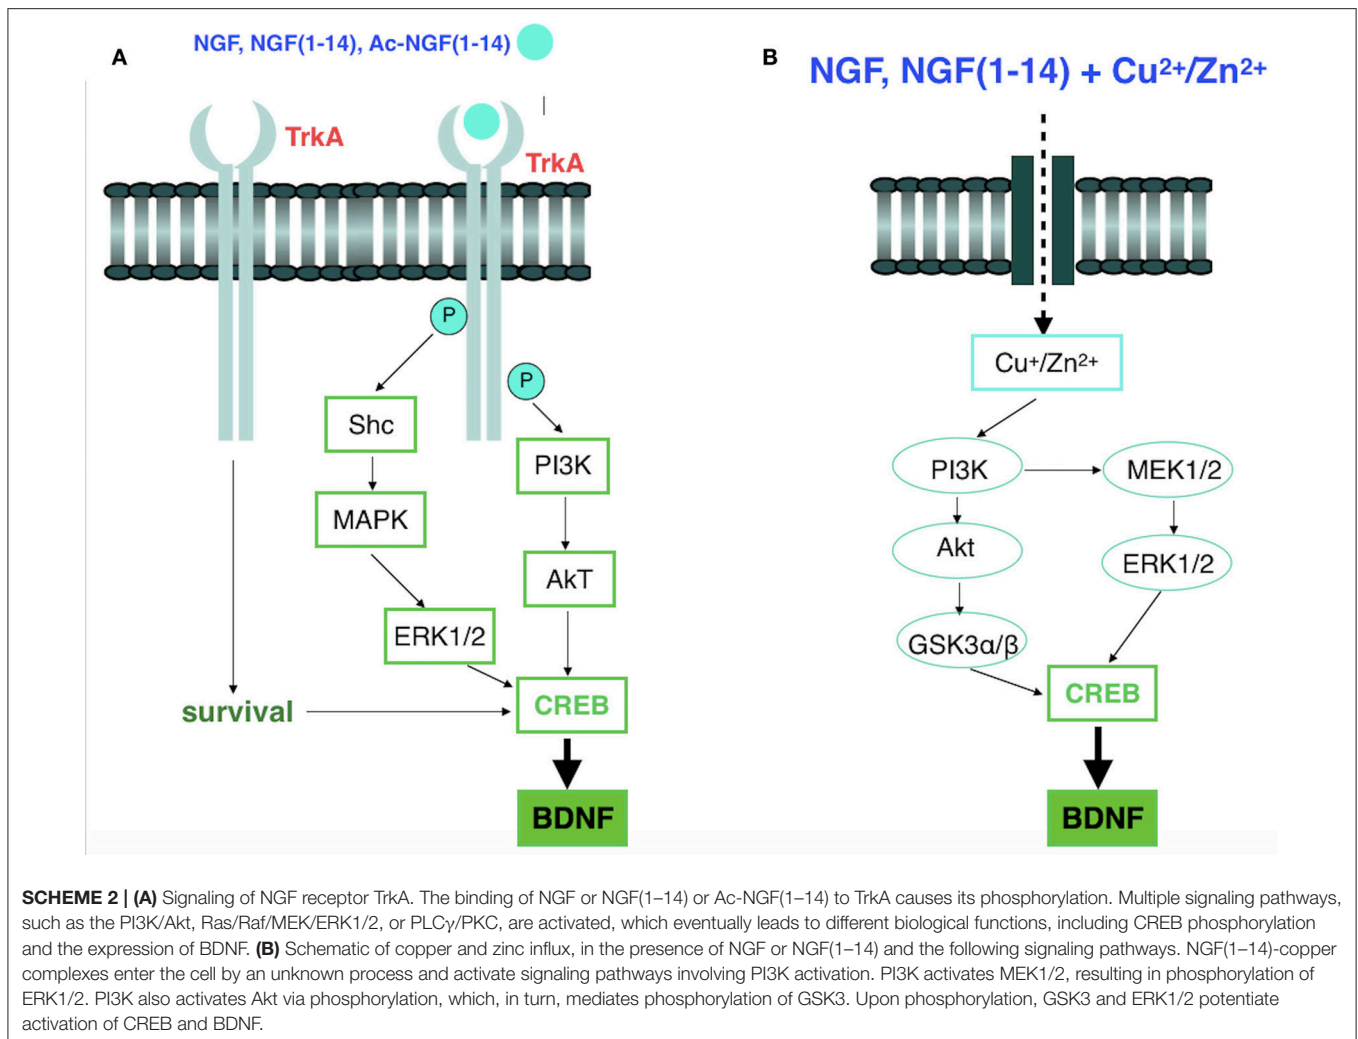 A
NGF, NGF(1-14), Ac-NGF(1-14)
TrkA
TrkA
P
P
Shc
PI3K
MAPK
AkT
ERK1/2
survival
CREB
BDNF
B
NGF, NGF(1-14) + Cu²⁺/Zn²⁺
Cu⁺/Zn²⁺
PI3K
MEK1/2
Akt
ERK1/2
GSK3α/β
CREB
BDNF
SCHEME 2 | (A) Signaling of NGF receptor TrkA. The binding of NGF or NGF(1–14) or Ac-NGF(1–14) to TrkA causes its phosphorylation. Multiple signaling pathways,
such as the PI3K/Akt, Ras/Raf/MEK/ERK1/2, or PLCγ/PKC, are activated, which eventually leads to different biological functions, including CREB phosphorylation
and the expression of BDNF. (B) Schematic of copper and zinc influx, in the presence of NGF or NGF(1–14) and the following signaling pathways. NGF(1–14)-copper
complexes enter the cell by an unknown process and activate signaling pathways involving PI3K activation. PI3K activates MEK1/2, resulting in phosphorylation of
ERK1/2. PI3K also activates Akt via phosphorylation, which, in turn, mediates phosphorylation of GSK3. Upon phosphorylation, GSK3 and ERK1/2 potentiate
activation of CREB and BDNF.